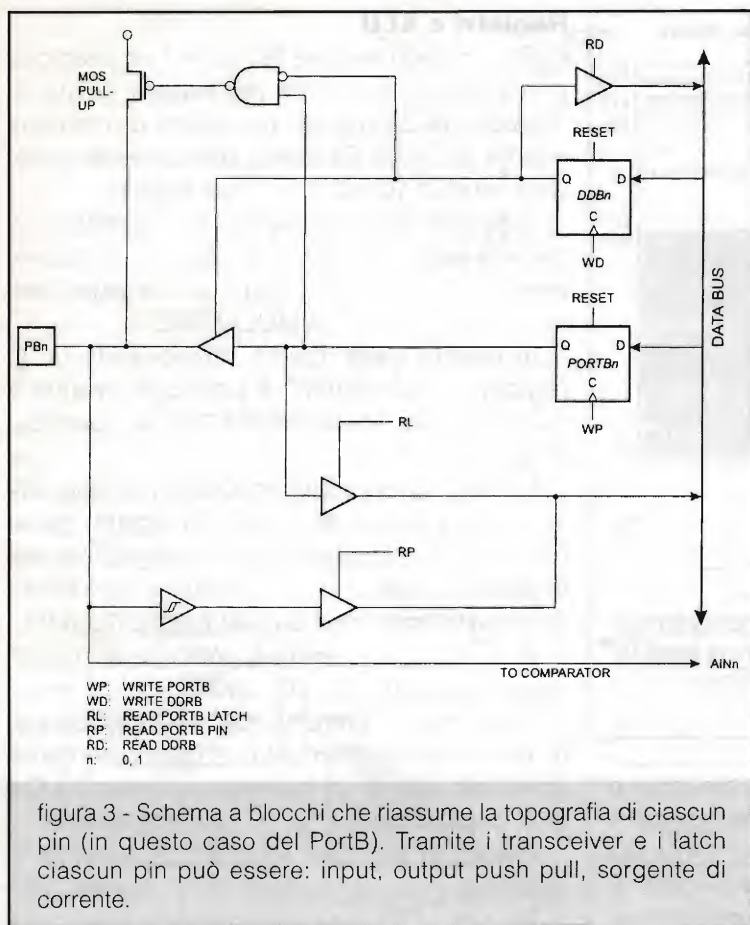 MOS
PULL-
UP
RD
RESET
Q D
DDBn
C
WD
RESET
PBn
Q D
PORTBn
C
WP
DATA BUS
RL
RP
TO COMPARATOR
AINn
WP: WRITE PORTB
WD: WRITE DDRB
RL: READ PORTB LATCH
RP: READ PORTB PIN
RD: READ DDRB
n: 0, 1
figura 3 - Schema a blocchi che riassume la topografia di ciascun
pin (in questo caso del PortB). Tramite i transceiver e i latch
ciascun pin può essere: input, output push pull, sorgente di
corrente.